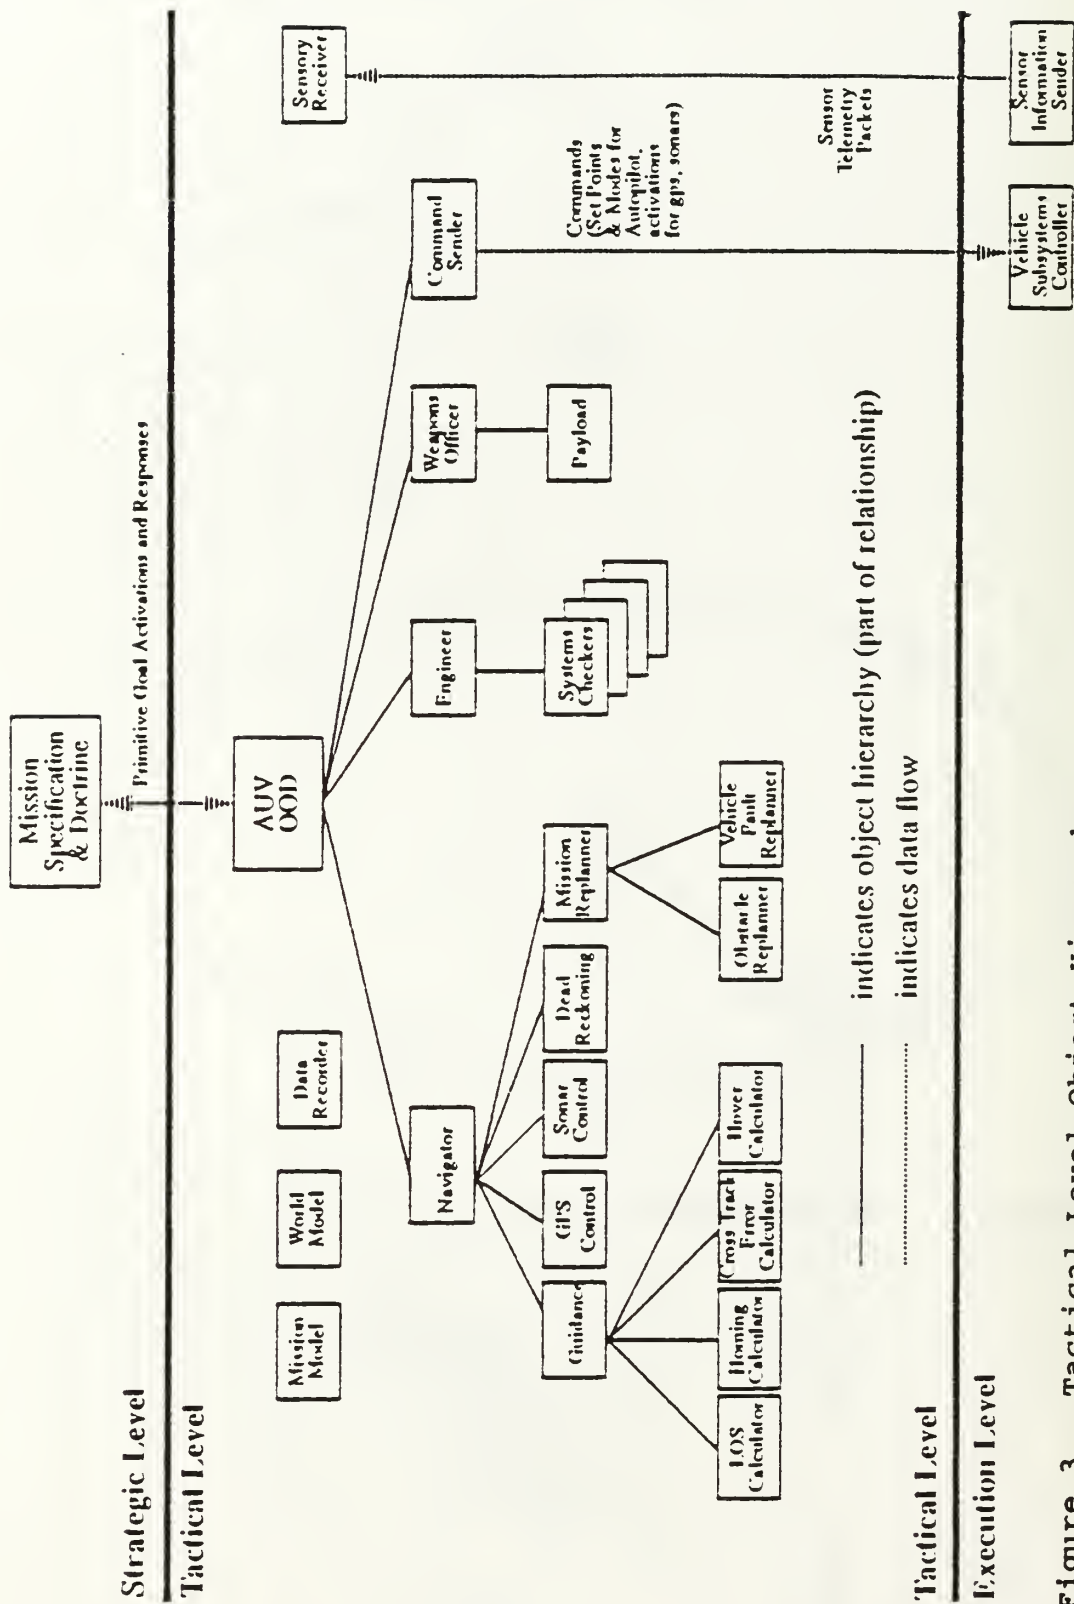 Strategic Level
Mission
Specification
& Doctrine
Primitive Goal Activations and Responses
Tactical Level
AUV
OOD
Mission
Model
World
Model
Data
Recorder
Sensory
Receiver
Navigator
Engineer
Weapons
Officer
Command
Sender
Guidance
GPS
Control
Sonar
Control
Dead
Reckoning
Mission
Replanner
Systems
Checkers
Payload
Commands
(Set Points
& Modes for
Autopilot,
activations
for gps, sonars)
LOS
Calculator
Homing
Calculator
Cross Track
Error
Calculator
Hover
Calculator
Obstacle
Replanner
Vehicle
Fault
Replanner
Sensor
Telemetry
Packets
indicates object hierarchy (part of relationship)
indicates data flow
Tactical Level
Execution Level
Vehicle
Subsystems
Controller
Sensor
Information
Sender
Figure 3 Tactical Level Object